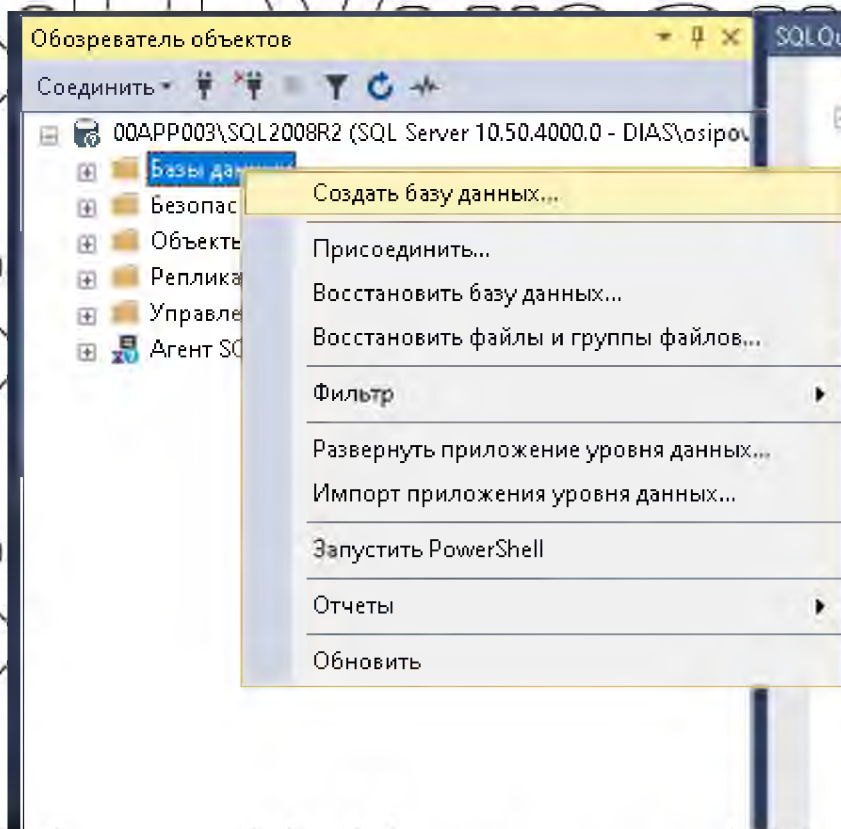 Обозреватель объектов
SQLQu
Соединить
00APP003\SQL2008R2 (SQL Server 10.50.4000.0 - DIAS\osipov
Базы данных
Безопас
Объекты
Реплика
Управле
Агент SQ
Создать базу данных...
Присоединить...
Восстановить базу данных...
Восстановить файлы и группы файлов...
Фильтр
Развернуть приложение уровня данных...
Импорт приложения уровня данных...
Запустить PowerShell
Отчеты
Обновить